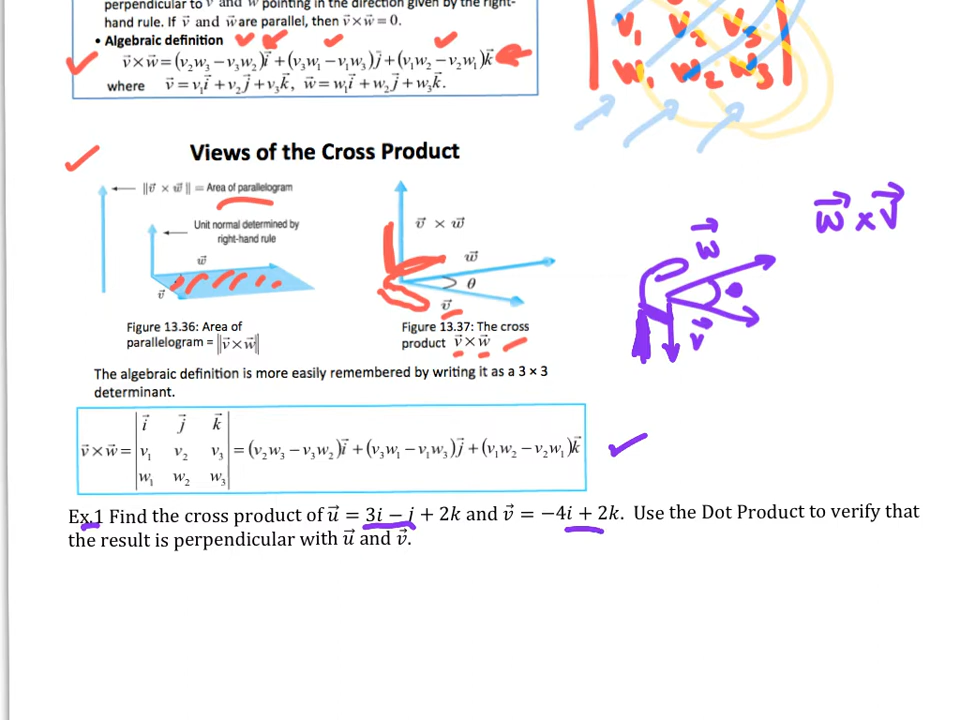 perpendicular to v⃗ and w⃗ pointing in the direction given by the right-
hand rule. If v⃗ and w⃗ are parallel, then v⃗×w⃗ = 0.
• Algebraic definition
v⃗×w⃗ = (v₂w₃ − v₃w₂)i⃗ + (v₃w₁ − v₁w₃)j⃗ + (v₁w₂ − v₂w₁)k⃗
where v⃗ = v₁i⃗ + v₂j⃗ + v₃k⃗, w⃗ = w₁i⃗ + w₂j⃗ + w₃k⃗.
v₁ v₂ v₃
w₁ w₂ w₃
Views of the Cross Product
‖v⃗ × w⃗‖ = Area of parallelogram
Unit normal determined by
right-hand rule
w⃗
v⃗
Figure 13.36: Area of
parallelogram = ‖v⃗×w⃗‖
v⃗ × w⃗
w⃗
θ
v⃗
Figure 13.37: The cross
product v⃗×w⃗
w⃗ × v⃗
w⃗
v⃗
The algebraic definition is more easily remembered by writing it as a 3 × 3
determinant.
i⃗ j⃗ k⃗
v⃗×w⃗ = v₁ v₂ v₃ = (v₂w₃ − v₃w₂)i⃗ + (v₃w₁ − v₁w₃)j⃗ + (v₁w₂ − v₂w₁)k⃗
w₁ w₂ w₃
Ex.1 Find the cross product of u⃗ = 3i − j + 2k and v⃗ = −4i + 2k. Use the Dot Product to verify that
the result is perpendicular with u⃗ and v⃗.